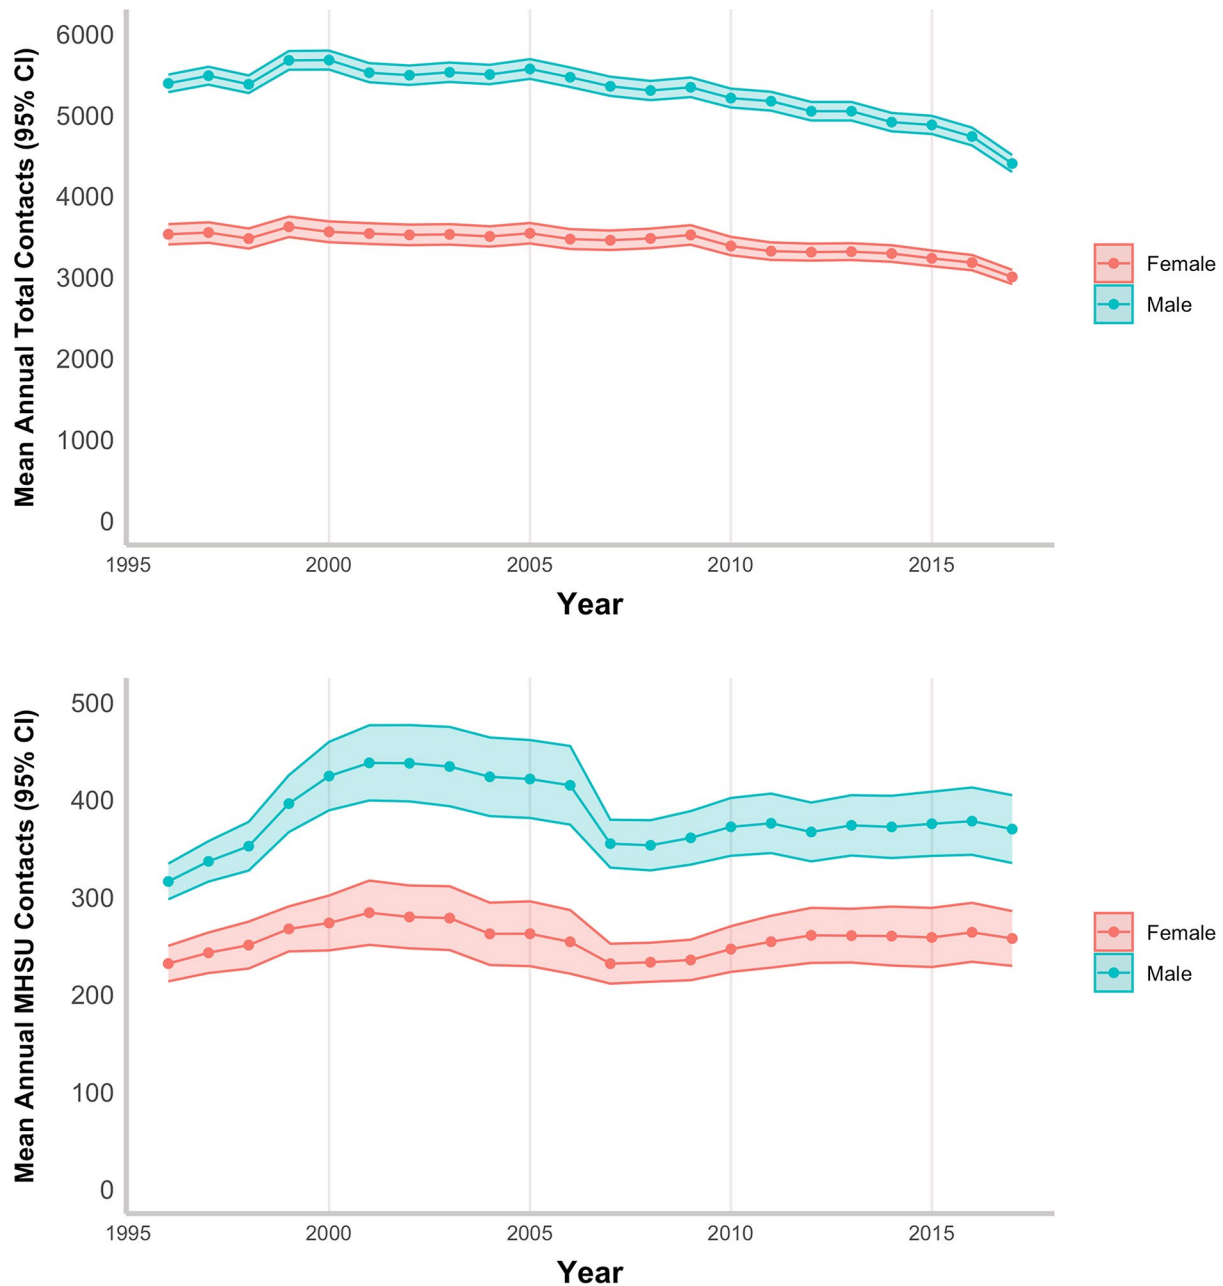 Mean Annual Total Contacts (95% CI)
6000
5000
4000
3000
2000
1000
0
1995 2000 2005 2010 2015
Year
Female
Male
Mean Annual MHSU Contacts (95% CI)
500
400
300
200
100
0
1995 2000 2005 2010 2015
Year
Female
Male